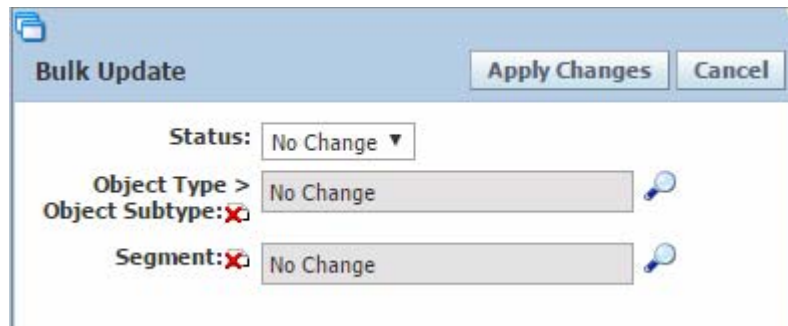 Bulk Update Apply Changes Cancel
Status: No Change
Object Type > 
Object Subtype: No Change
Segment: No Change